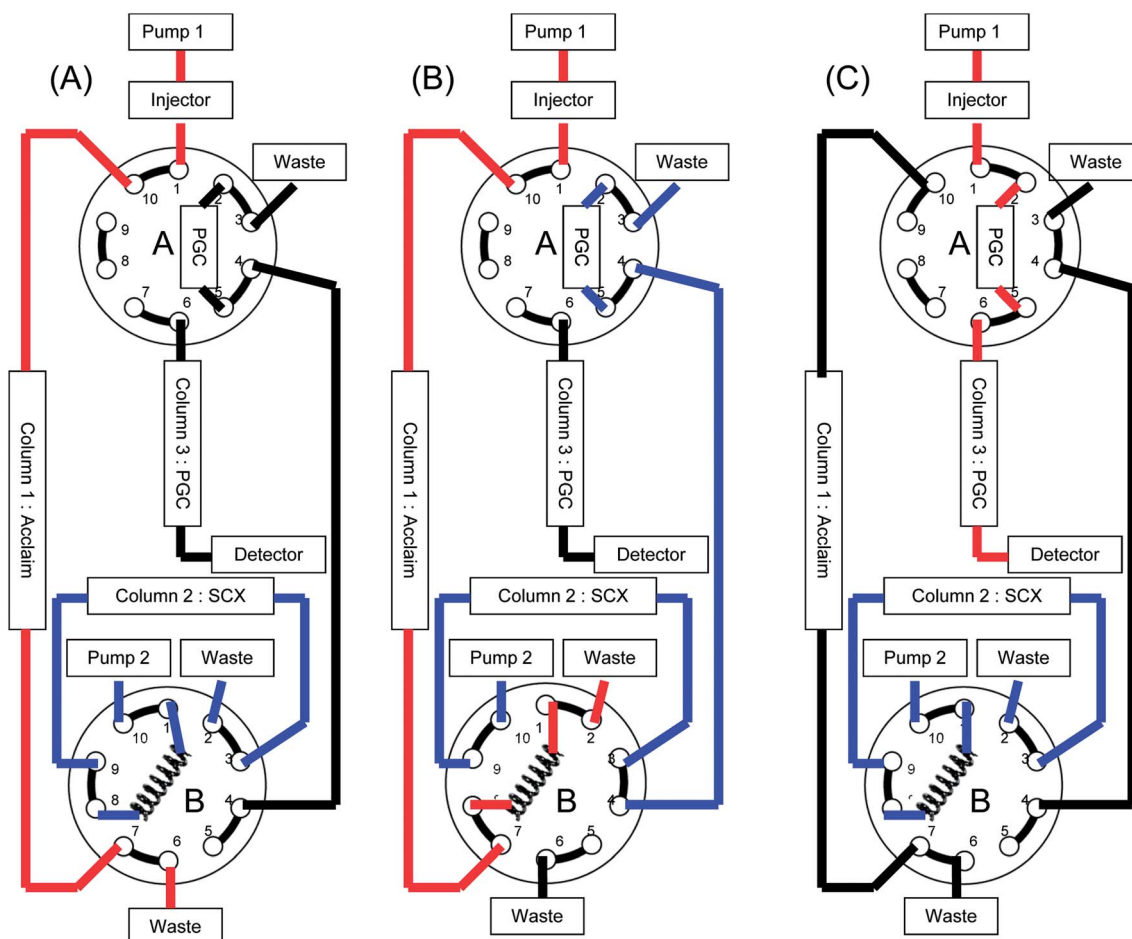 Pump 1
Pump 1
Pump 1
(A)
(B)
(C)
Injector
Injector
Injector
Waste
Waste
Waste
1
2
3
4
5
6
7
8
9
10
A
PGC
1
2
3
4
5
6
7
8
9
10
A
PGC
1
2
3
4
5
6
7
8
9
10
A
PGC
Column 1 : Acclaim
Column 3 : PGC
Column 1 : Acclaim
Column 3 : PGC
Column 1 : Acclaim
Column 3 : PGC
Detector
Detector
Detector
Column 2 : SCX
Column 2 : SCX
Column 2 : SCX
Pump 2
Waste
Pump 2
Waste
Pump 2
Waste
1
2
3
4
5
6
7
8
9
10
B
1
2
3
4
5
6
7
9
10
B
2
3
4
5
6
7
9
10
B
Waste
Waste
Waste